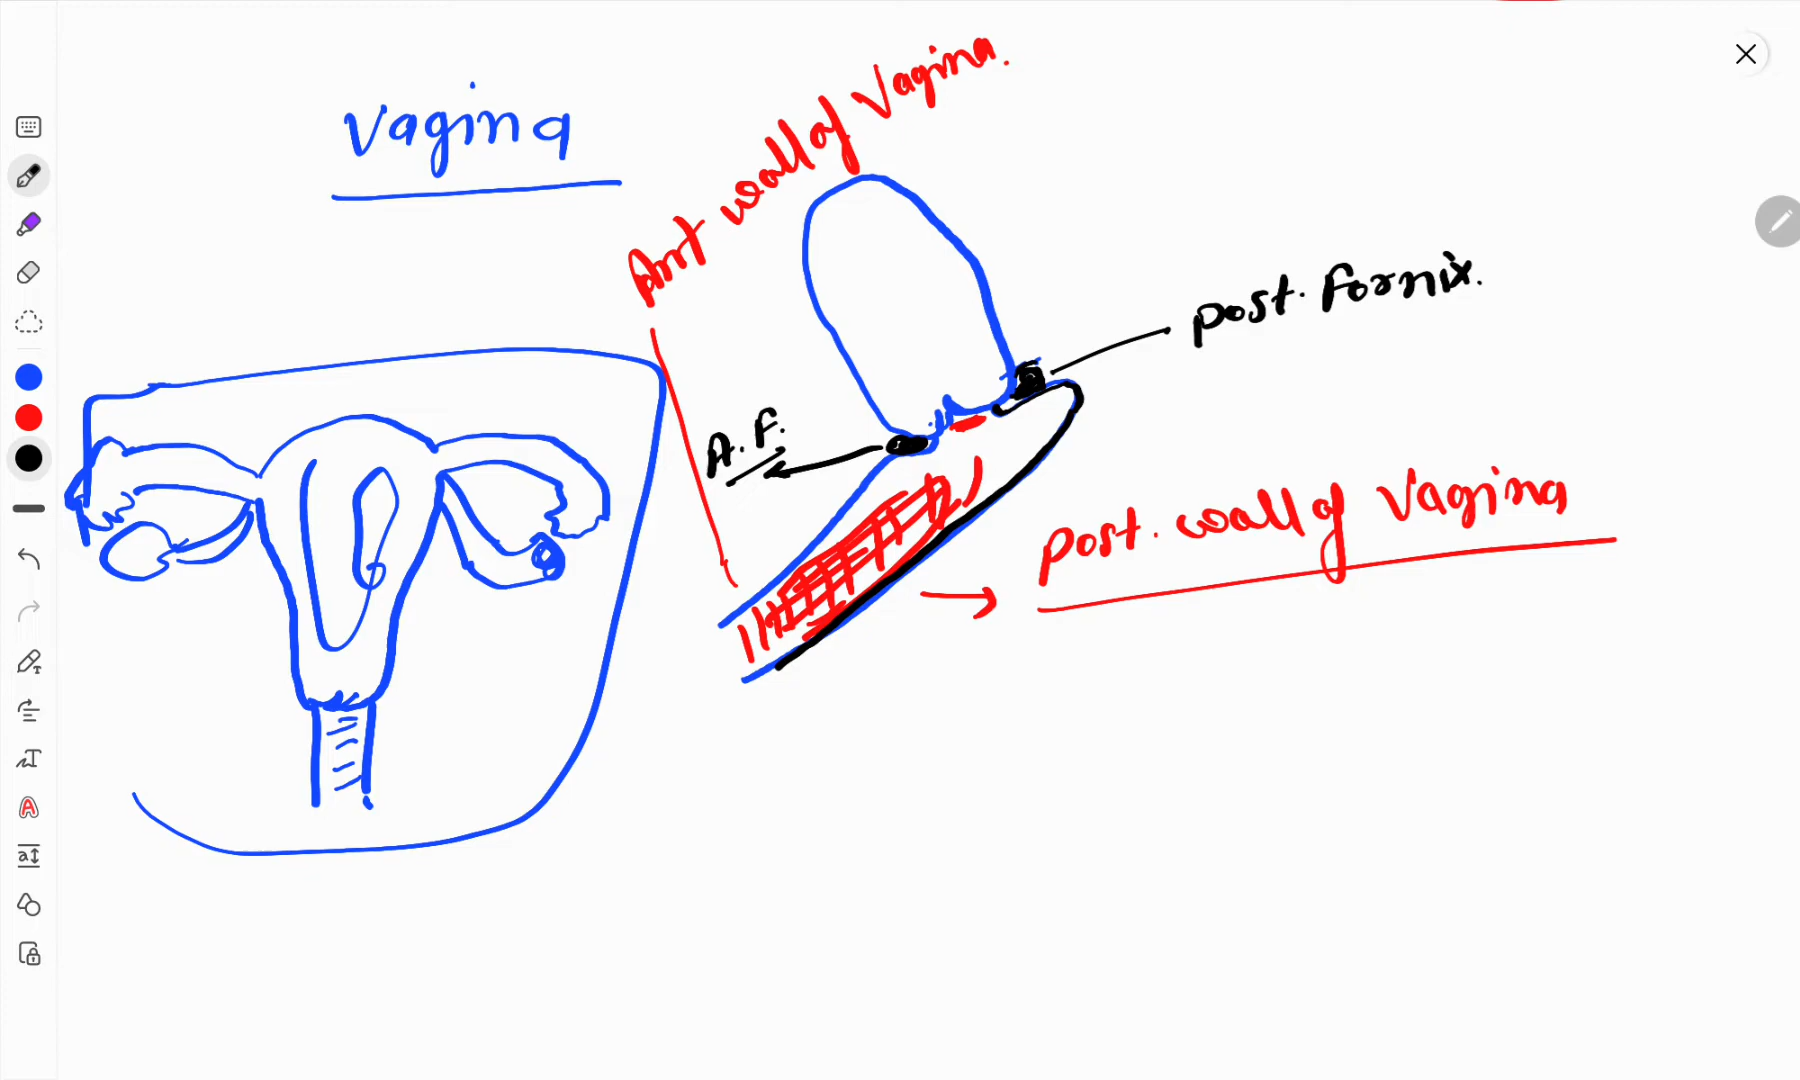 Vagina
Ant wall of Vagina.
post. Fornix.
A.F.
post. wall of Vagina